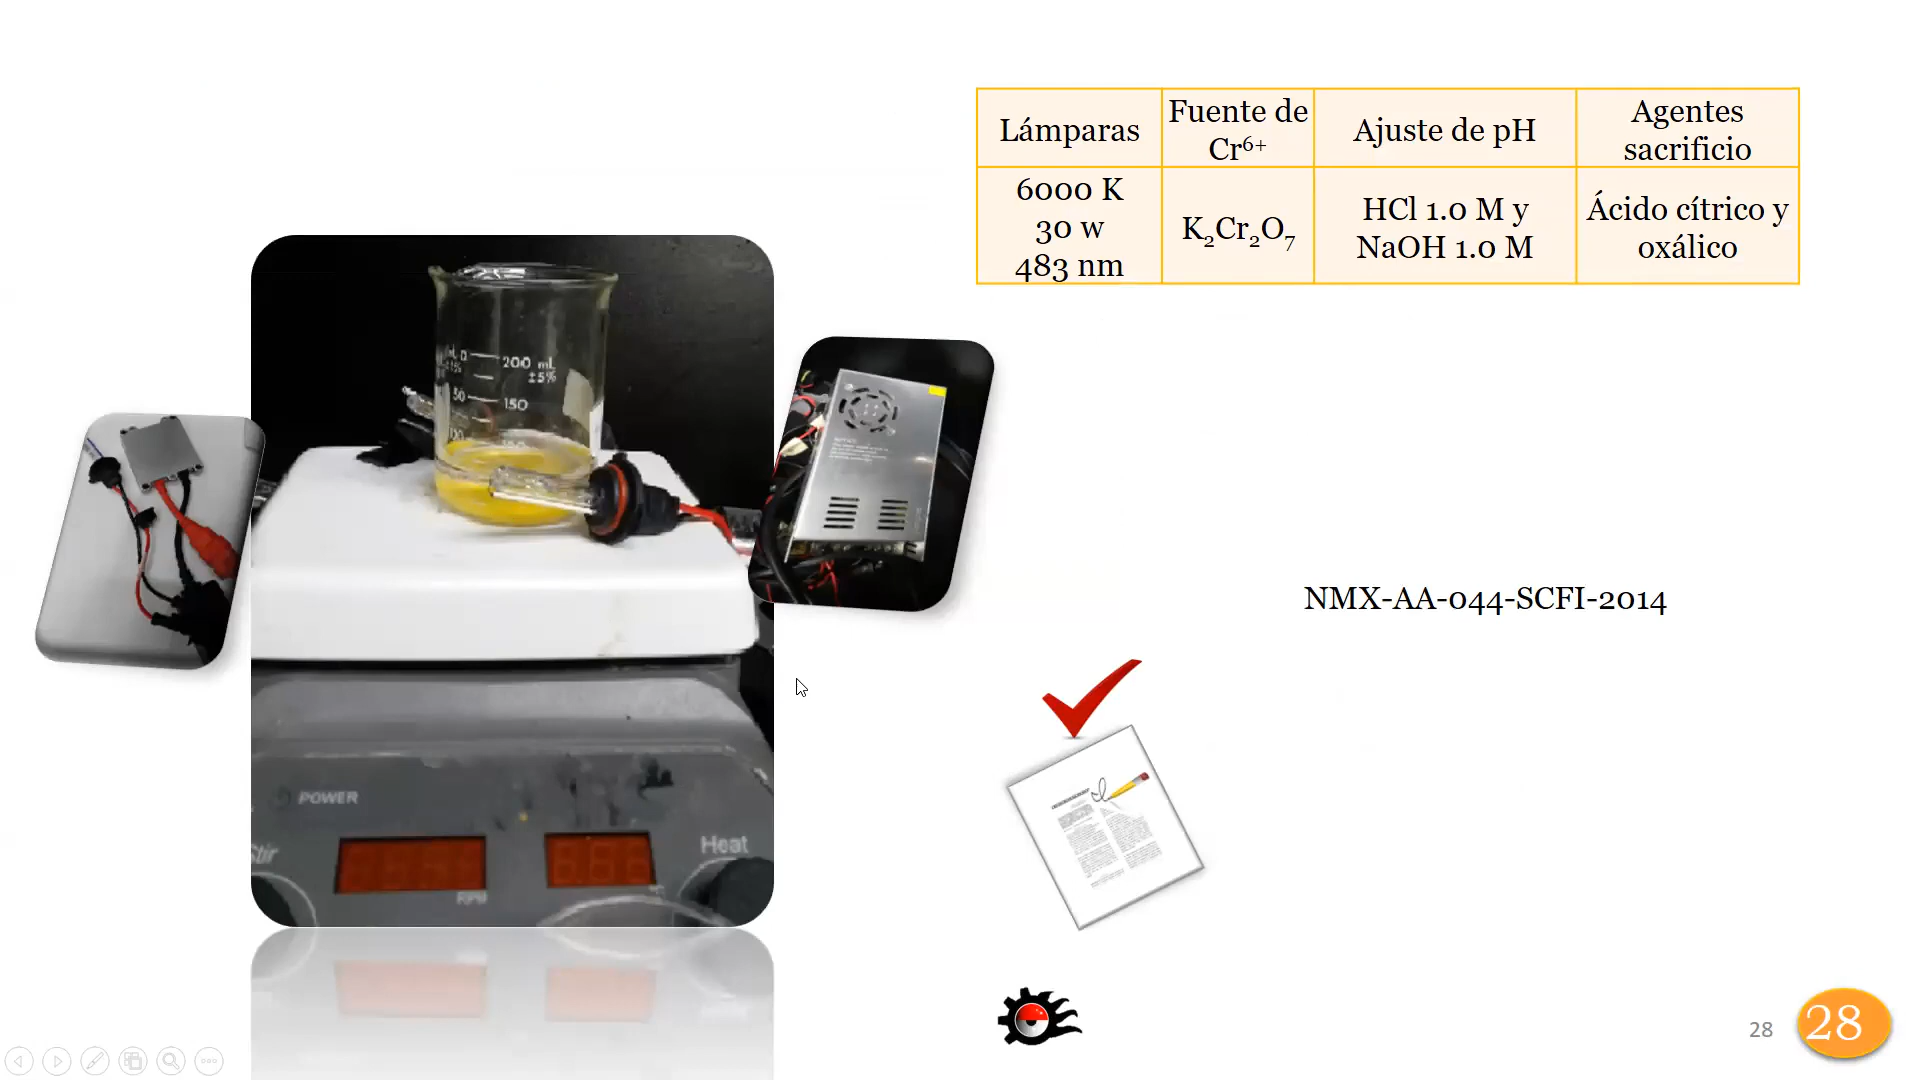 Lámparas
Fuente de
Cr⁶⁺
Ajuste de pH
Agentes
sacrificio
6000 K
30 w
483 nm
K₂Cr₂O₇
HCl 1.0 M y
NaOH 1.0 M
Ácido cítrico y
oxálico
200 mL
±5%
50
150
NMX-AA-044-SCFI-2014
POWER
Stir
RPM
Heat
°C
28
28